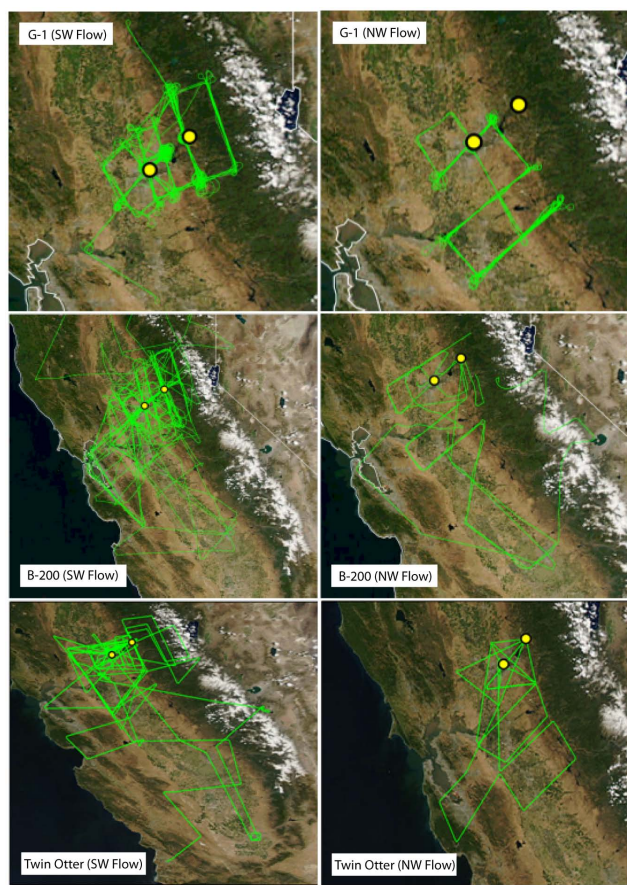 G-1 (SW Flow)
G-1 (NW Flow)
B-200 (SW Flow)
B-200 (NW Flow)
Twin Otter (SW Flow)
Twin Otter (NW Flow)